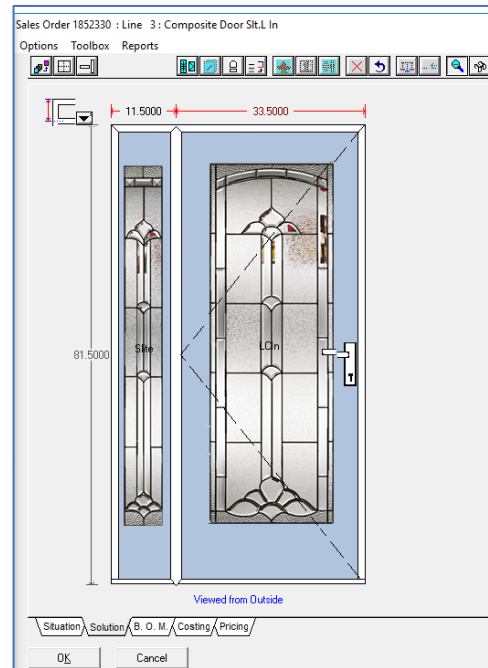 Sales Order 1852330 : Line 3 : Composite Door Slt.L In
Options Toolbox Reports
11.5000 33.5000
81.5000
Slite LOIn
Viewed from Outside
Situation Solution B. O. M. Costing Pricing
OK Cancel